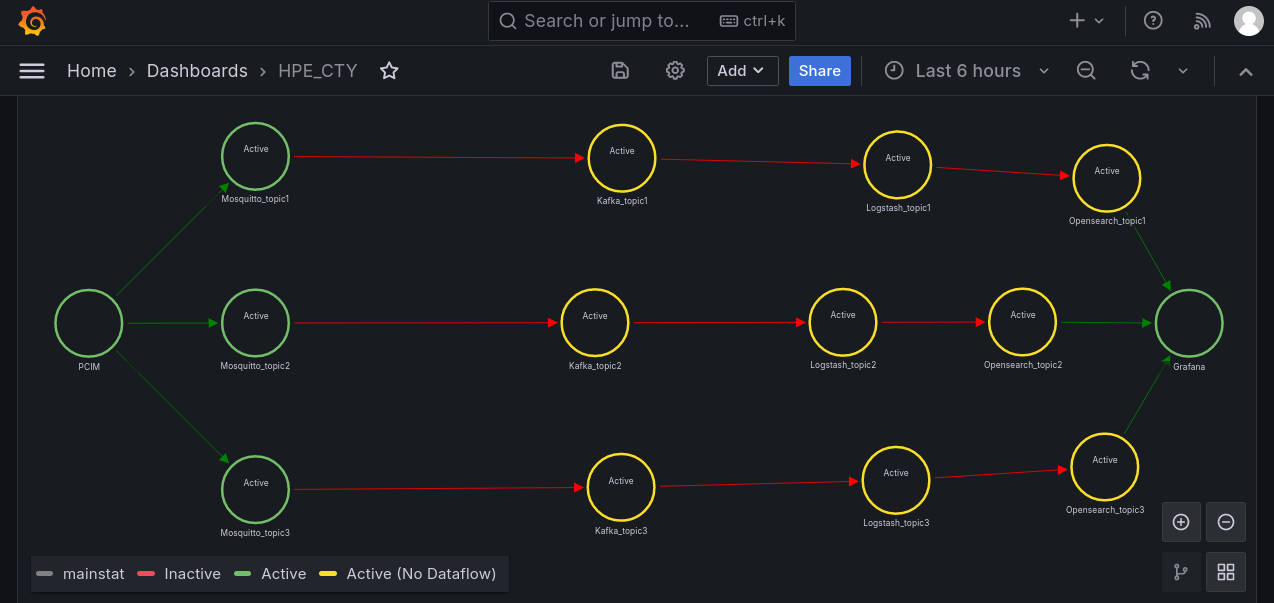 Search or jump to... ctrl+k
Home › Dashboards › HPE_CTY
Add
Share
Last 6 hours
Active
Mosquitto_topic1
Active
Kafka_topic1
Active
Logstash_topic1
Active
Opensearch_topic1
PCIM
Active
Mosquitto_topic2
Active
Kafka_topic2
Active
Logstash_topic2
Active
Opensearch_topic2
Grafana
Active
Mosquitto_topic3
Active
Kafka_topic3
Active
Logstash_topic3
Active
Opensearch_topic3
mainstat Inactive Active Active (No Dataflow)